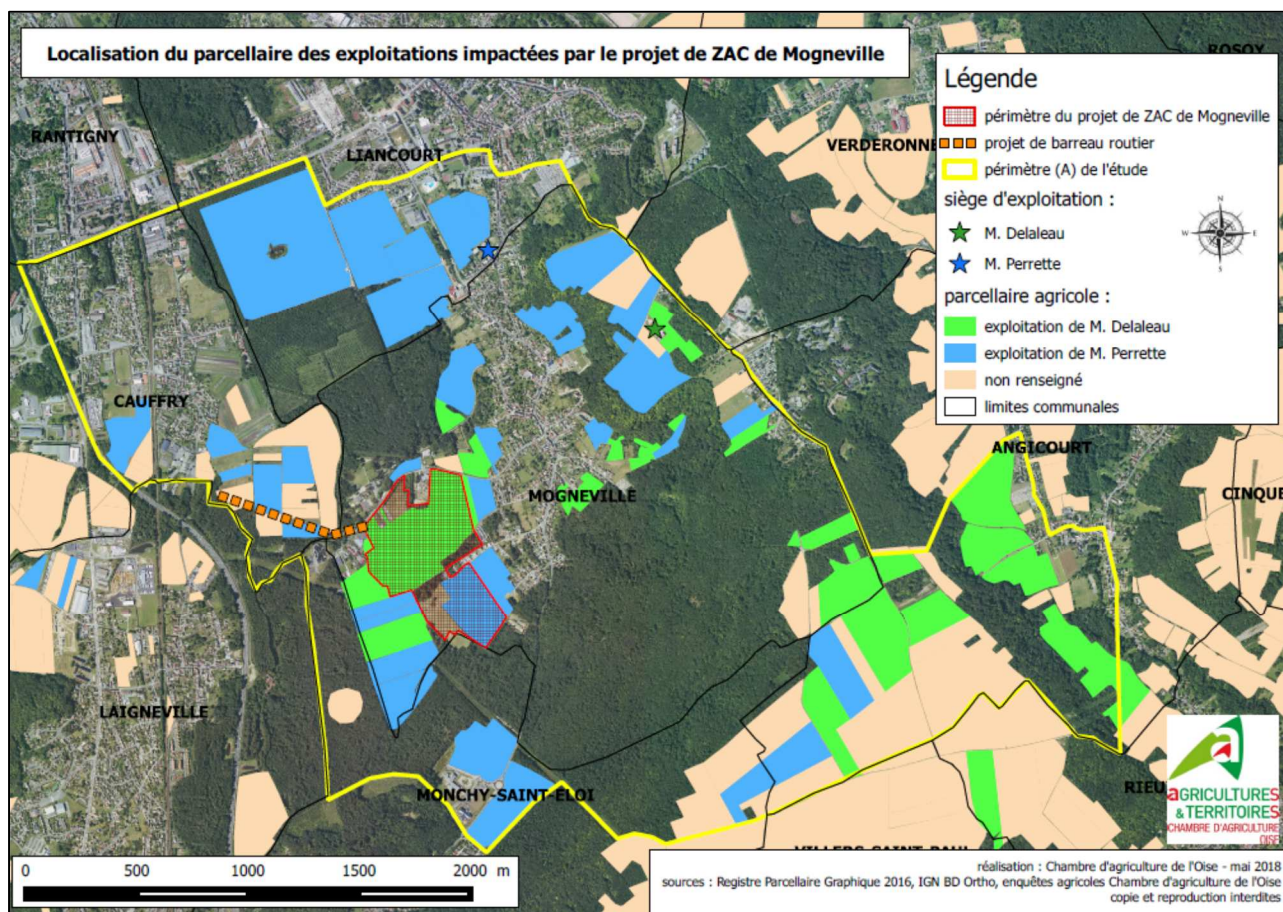 Localisation du parcellaire des exploitations impactées par le projet de ZAC de Mogneville
Légende
périmètre du projet de ZAC de Mogneville
projet de barreau routier
périmètre (A) de l'étude
siège d'exploitation :
M. Delaleau
M. Perrette
parcellaire agricole :
exploitation de M. Delaleau
exploitation de M. Perrette
non renseigné
limites communales
N
W E
S
ROSOY
RANTIGNY
LIANCOURT
VERDERONNE
CAUFFRY
ANGICOURT
MOGNEVILLE
CINQUE
LAIGNEVILLE
MONCHY-SAINT-ÉLOI
RIEU
VILLERS-SAINT-PAUL
AGRICULTURES
& TERRITOIRES
CHAMBRE D'AGRICULTURE
OISE
0 500 1000 1500 2000 m
réalisation : Chambre d'agriculture de l'Oise - mai 2018
sources : Registre Parcellaire Graphique 2016, IGN BD Ortho, enquêtes agricoles Chambre d'agriculture de l'Oise
copie et reproduction interdites